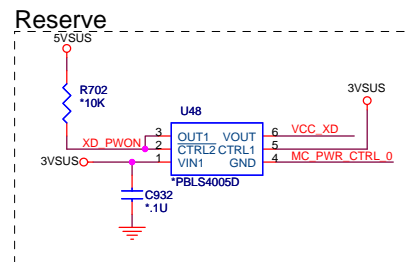 Reserve
5VSUS
R702
*10K
3VSUS
U48
XD_PWON
3 OUT1 VOUT 6 VCC_XD
2 CTRL2 CTRL1 5
3VSUS 1 VIN1 GND 4 MC_PWR_CTRL_0
*PBLS4005D
C932
*.1U